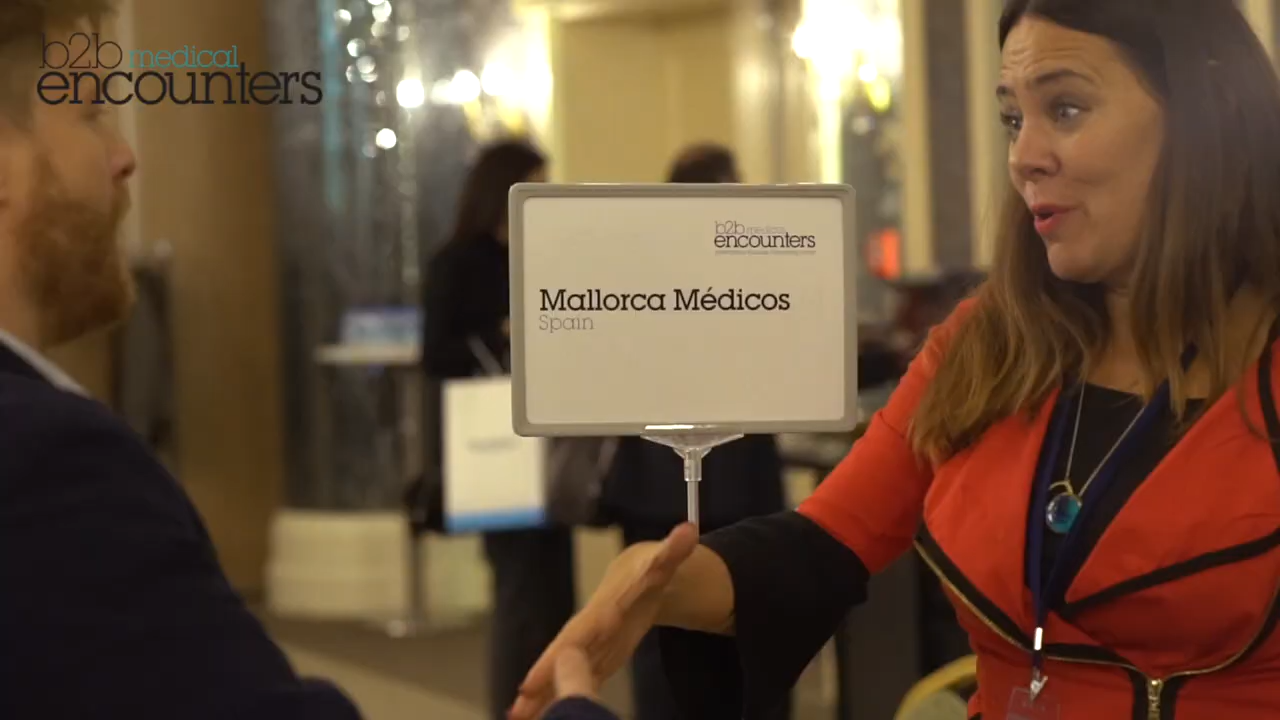 b2b medical
encounters
b2b medical
encounters
Mallorca Médicos
Spain